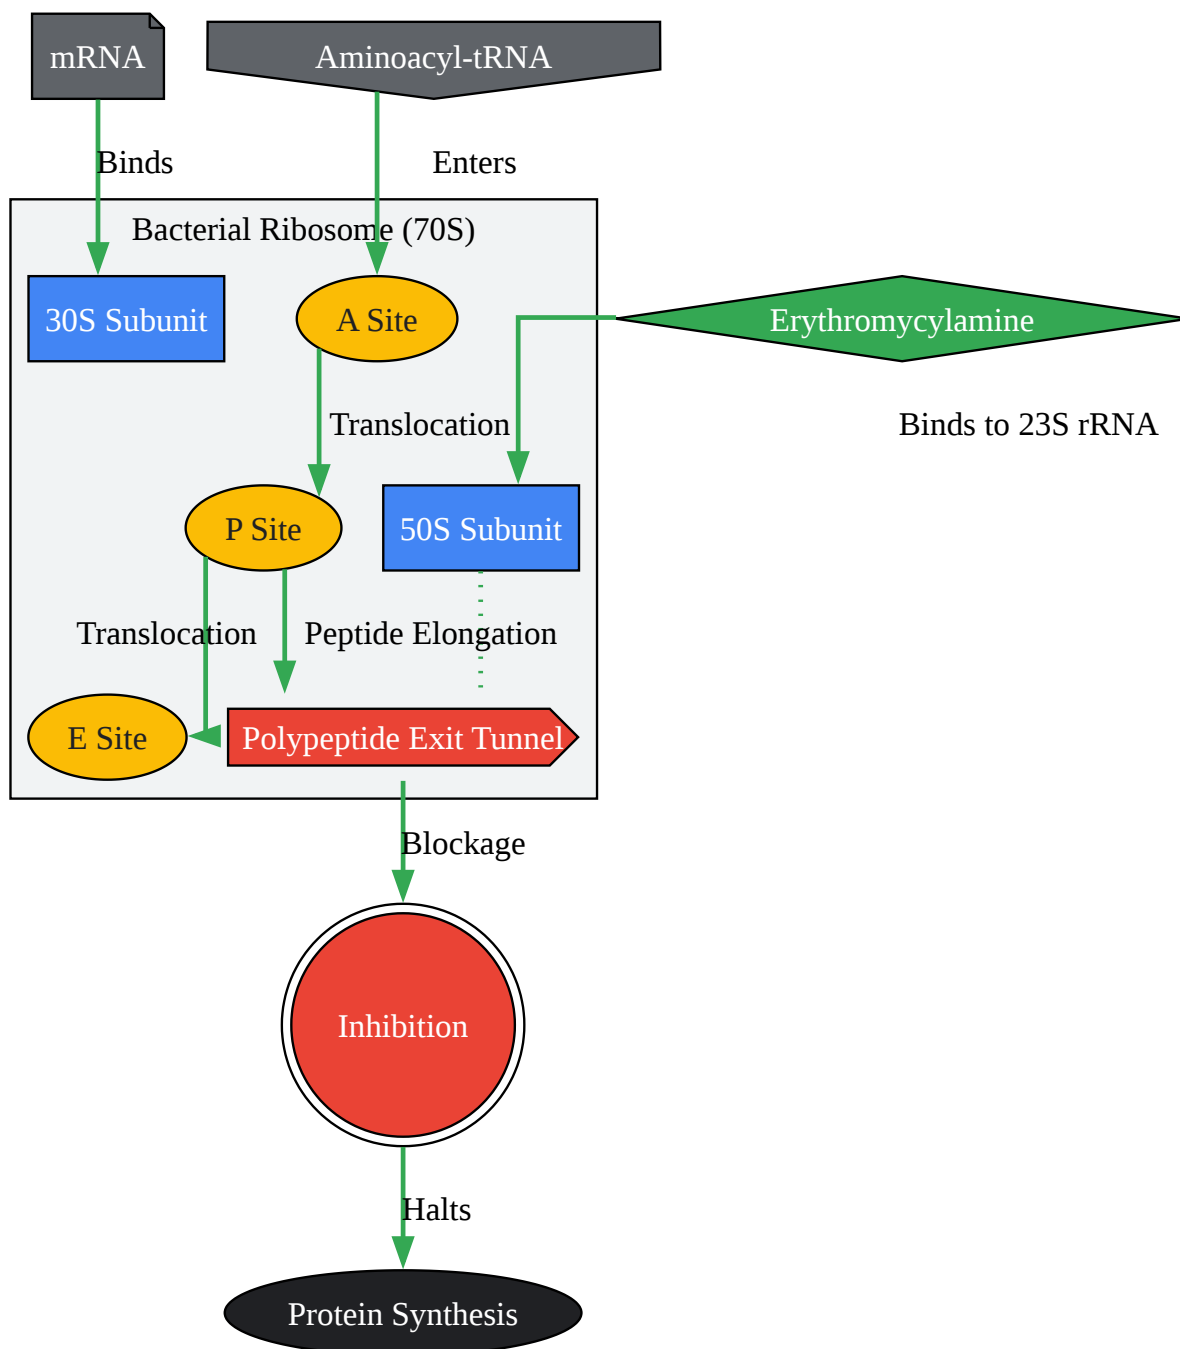 mRNA
Aminoacyl-tRNA
Binds
Enters
Bacterial Ribosome (70S)
30S Subunit
A Site
Erythromycylamine
Translocation
Binds to 23S rRNA
P Site
50S Subunit
Translocation
Peptide Elongation
E Site
Polypeptide Exit Tunnel
Blockage
Inhibition
Halts
Protein Synthesis